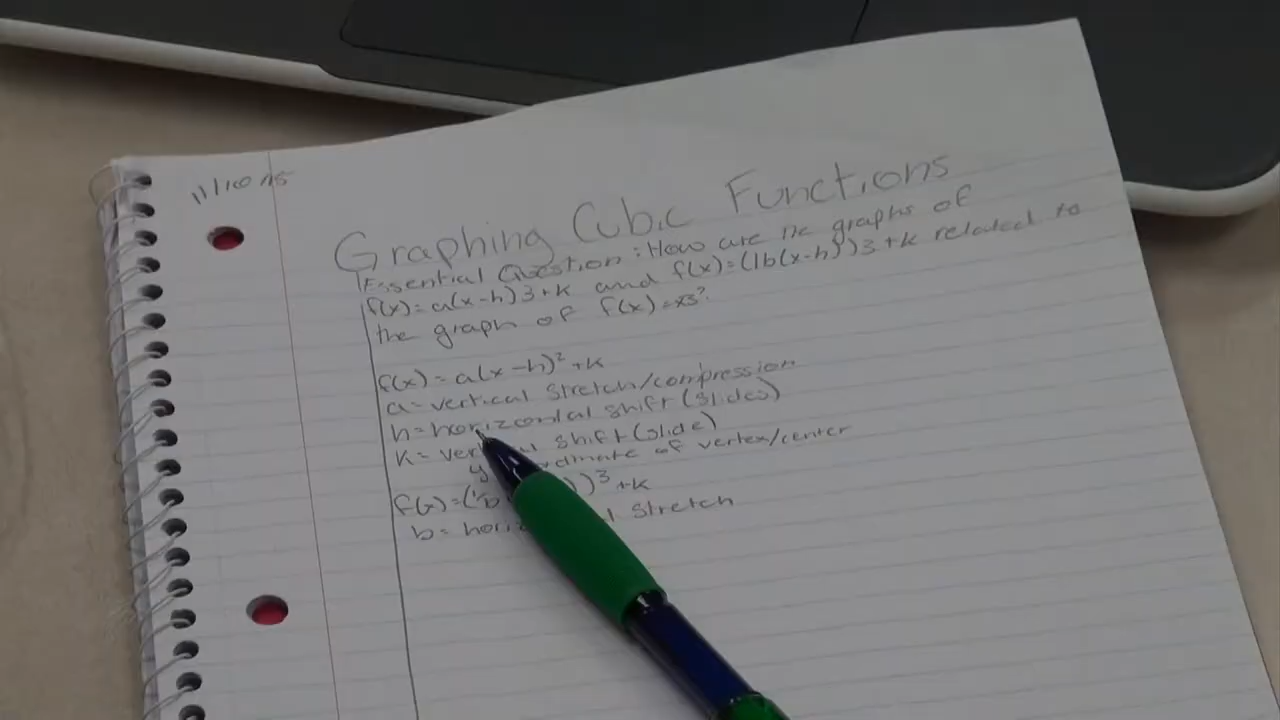 11/10/15
Graphing Cubic Functions
Essential Question: How are the graphs of
f(x)=a(x-h)3+k and f(x)=(1b(x-h))3+k related to
the graph of f(x)=x3?
f(x)=a(x-h)²+k
a=vertical stretch/compression
h=horizontal shift(slides)
k= shift(slide)
of vertex/center
f(x)=(1/b ))³+k
b= stretch